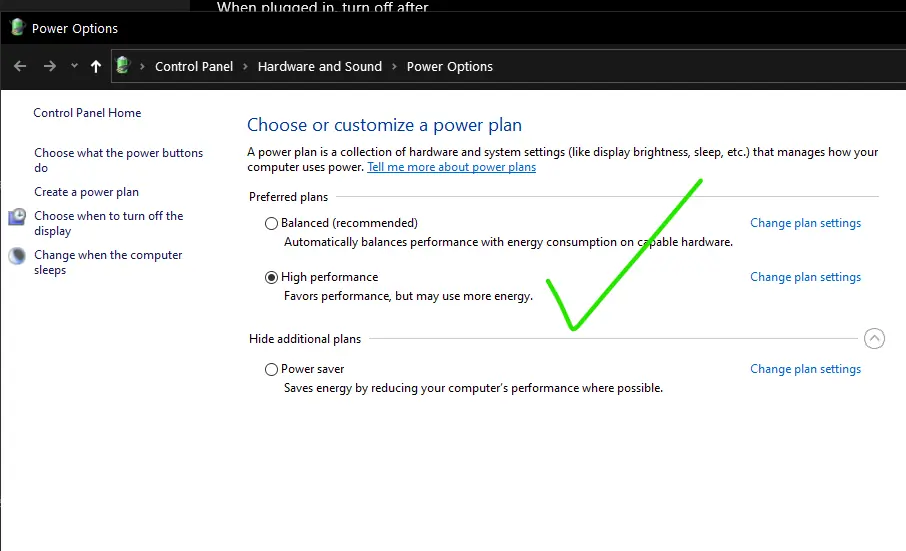 When plugged in, turn off after
Power Options
Control Panel > Hardware and Sound > Power Options
Control Panel Home
Choose what the power buttons
do
Create a power plan
Choose when to turn off the
display
Change when the computer
sleeps
Choose or customize a power plan
A power plan is a collection of hardware and system settings (like display brightness, sleep, etc.) that manages how your
computer uses power. Tell me more about power plans
Preferred plans
Balanced (recommended) Change plan settings
Automatically balances performance with energy consumption on capable hardware.
High performance Change plan settings
Favors performance, but may use more energy.
Hide additional plans
Power saver Change plan settings
Saves energy by reducing your computer's performance where possible.